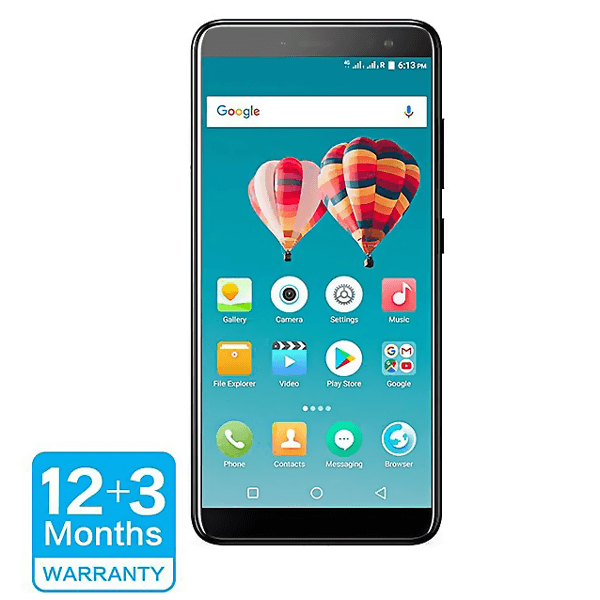 4G R 6:13 PM
Google
Gallery Camera Settings Music
File Explorer Video Play Store Google
Phone Contacts Messaging Browser
12+3
Months
WARRANTY